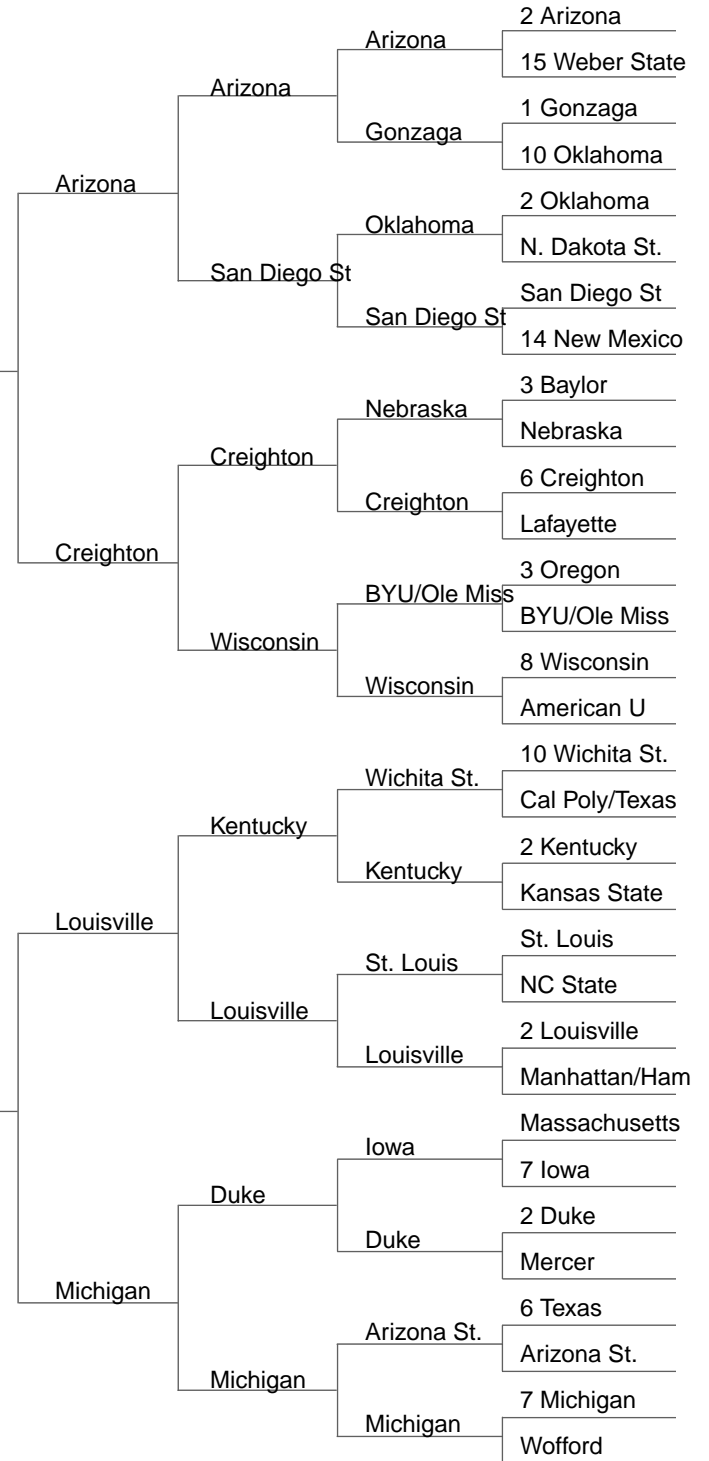 2 Arizona
Arizona
15 Weber State
Arizona
1 Gonzaga
Gonzaga
10 Oklahoma
Arizona
2 Oklahoma
Oklahoma
N. Dakota St.
San Diego St
San Diego St
San Diego St
14 New Mexico
3 Baylor
Nebraska
Nebraska
Creighton
6 Creighton
Creighton
Lafayette
Creighton
3 Oregon
BYU/Ole Miss
BYU/Ole Miss
Wisconsin
8 Wisconsin
Wisconsin
American U
10 Wichita St.
Wichita St.
Cal Poly/Texas
Kentucky
2 Kentucky
Kentucky
Kansas State
Louisville
St. Louis
St. Louis
NC State
Louisville
2 Louisville
Louisville
Manhattan/Ham
Massachusetts
Iowa
7 Iowa
Duke
2 Duke
Duke
Mercer
Michigan
6 Texas
Arizona St.
Arizona St.
Michigan
7 Michigan
Michigan
Wofford